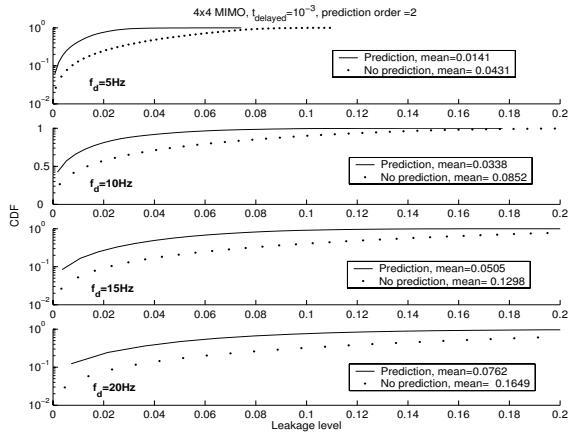 4x4 MIMO, t_delayed=10^-3, prediction order =2
10^0
10^-1
10^-2
Prediction, mean=0.0141
No prediction, mean= 0.0431
f_d=5Hz
0 0.02 0.04 0.06 0.08 0.1 0.12 0.14 0.16 0.18 0.2
1
0.5
0
Prediction, mean=0.0338
No prediction, mean= 0.0852
f_d=10Hz
0 0.02 0.04 0.06 0.08 0.1 0.12 0.14 0.16 0.18 0.2
CDF
10^0
10^-1
10^-2
Prediction, mean=0.0505
No prediction, mean= 0.1298
f_d=15Hz
0 0.02 0.04 0.06 0.08 0.1 0.12 0.14 0.16 0.18 0.2
10^0
10^-1
10^-2
Prediction, mean=0.0762
No prediction, mean= 0.1649
f_d=20Hz
0 0.02 0.04 0.06 0.08 0.1 0.12 0.14 0.16 0.18 0.2
Leakage level